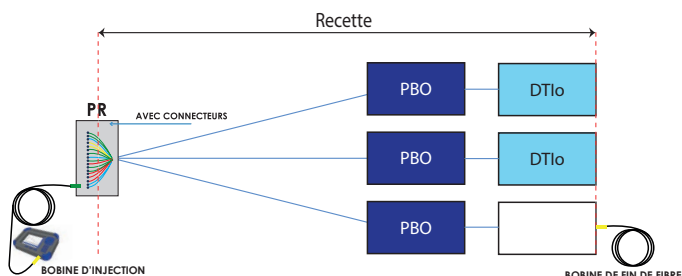 Recette
PR
AVEC CONNECTEURS
PBO
DTIo
PBO
DTIo
PBO
BOBINE D'INJECTION
BOBINE DE FIN DE FIBRE